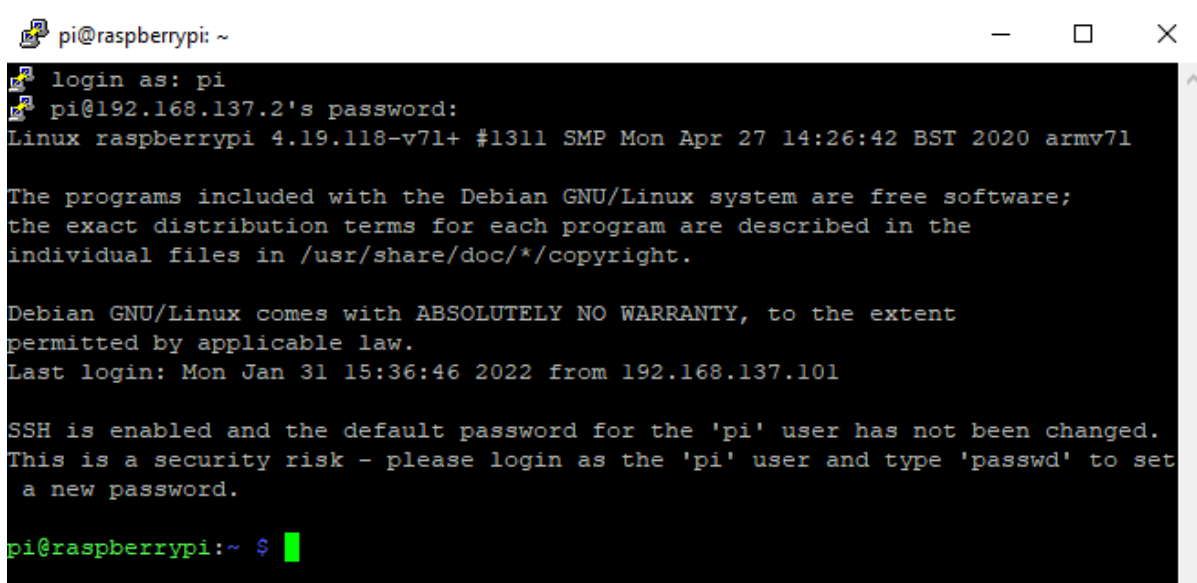 pi@raspberrypi: ~
login as: pi
pi@192.168.137.2's password:
Linux raspberrypi 4.19.118-v7l+ #1311 SMP Mon Apr 27 14:26:42 BST 2020 armv7l
The programs included with the Debian GNU/Linux system are free software;
the exact distribution terms for each program are described in the
individual files in /usr/share/doc/*/copyright.
Debian GNU/Linux comes with ABSOLUTELY NO WARRANTY, to the extent
permitted by applicable law.
Last login: Mon Jan 31 15:36:46 2022 from 192.168.137.101
SSH is enabled and the default password for the 'pi' user has not been changed.
This is a security risk - please login as the 'pi' user and type 'passwd' to set
a new password.
pi@raspberrypi:~ $